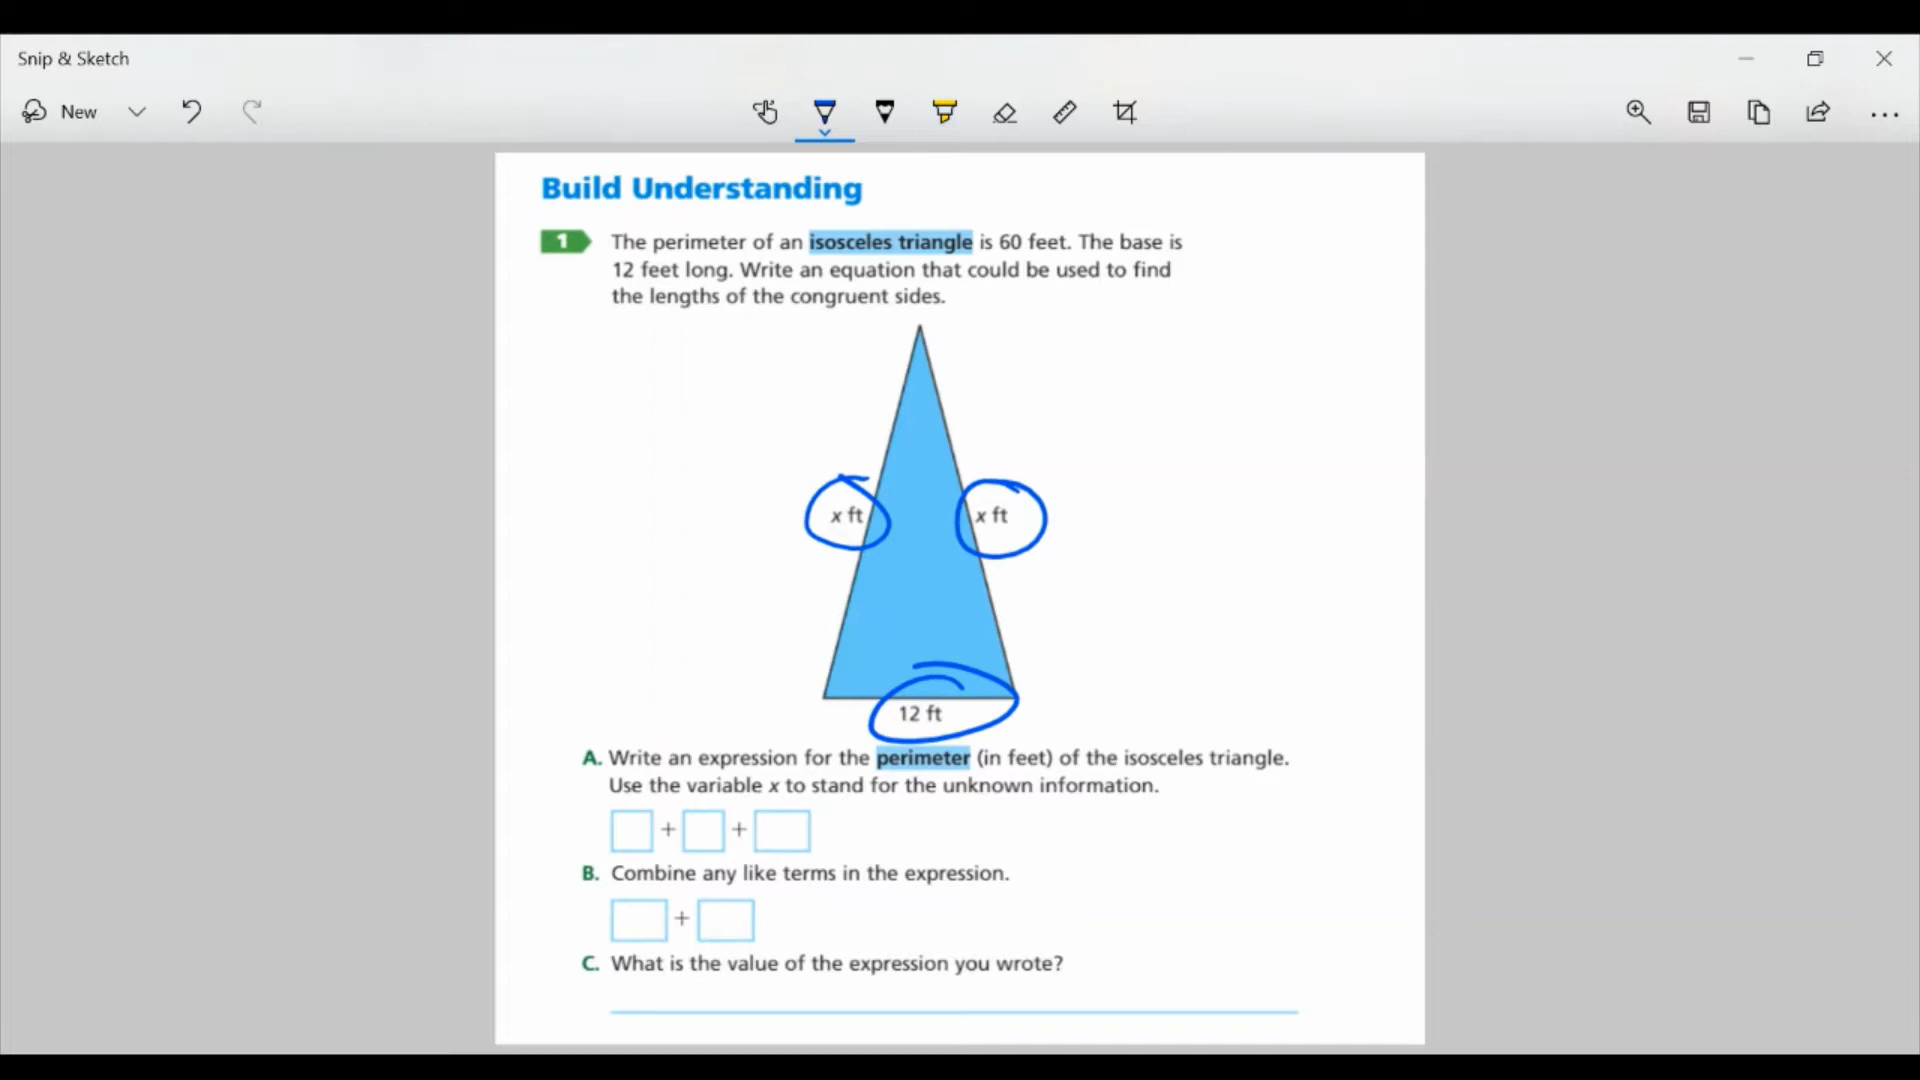 Snip & Sketch
New
Build Understanding
1 The perimeter of an isosceles triangle is 60 feet. The base is
12 feet long. Write an equation that could be used to find
the lengths of the congruent sides.
x ft x ft
12 ft
A. Write an expression for the perimeter (in feet) of the isosceles triangle.
Use the variable x to stand for the unknown information.
+ +
B. Combine any like terms in the expression.
+
C. What is the value of the expression you wrote?